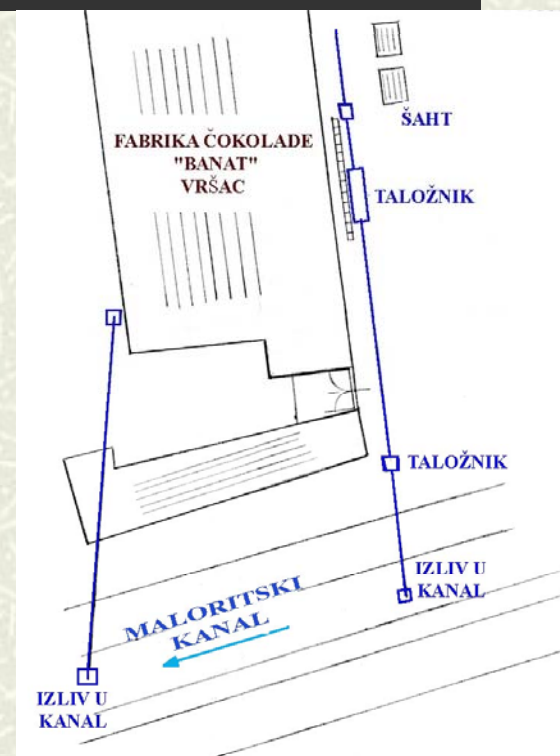 FABRIKA ČOKOLADE
"BANAT"
VRŠAC
ŠAHT
TALOŽNIK
TALOŽNIK
IZLIV U
KANAL
MALORITSKI
KANAL
IZLIV U
KANAL